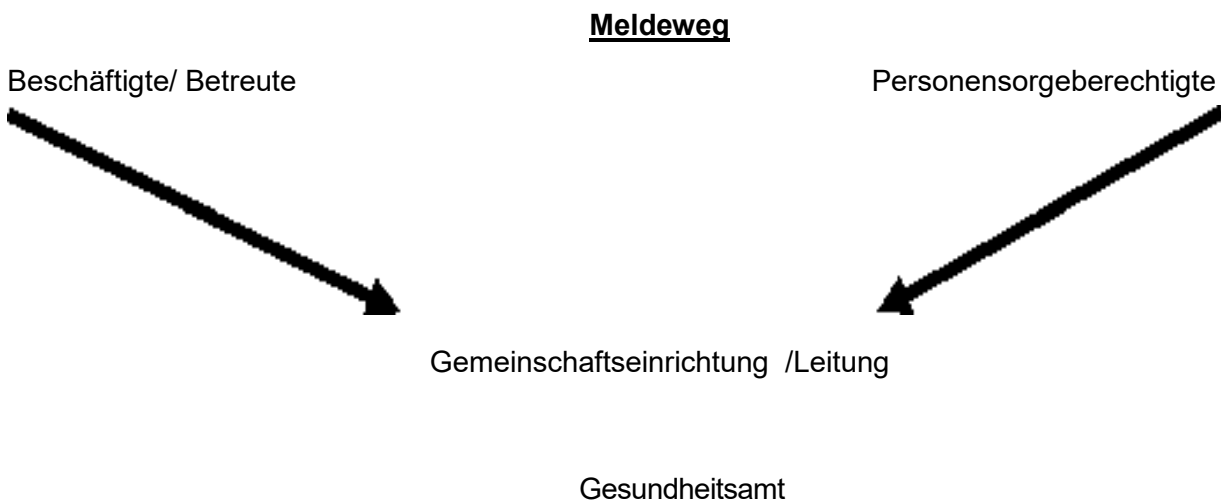 Meldeweg
Beschäftigte/ Betreute Personensorgeberechtigte
Gemeinschaftseinrichtung /Leitung
Gesundheitsamt